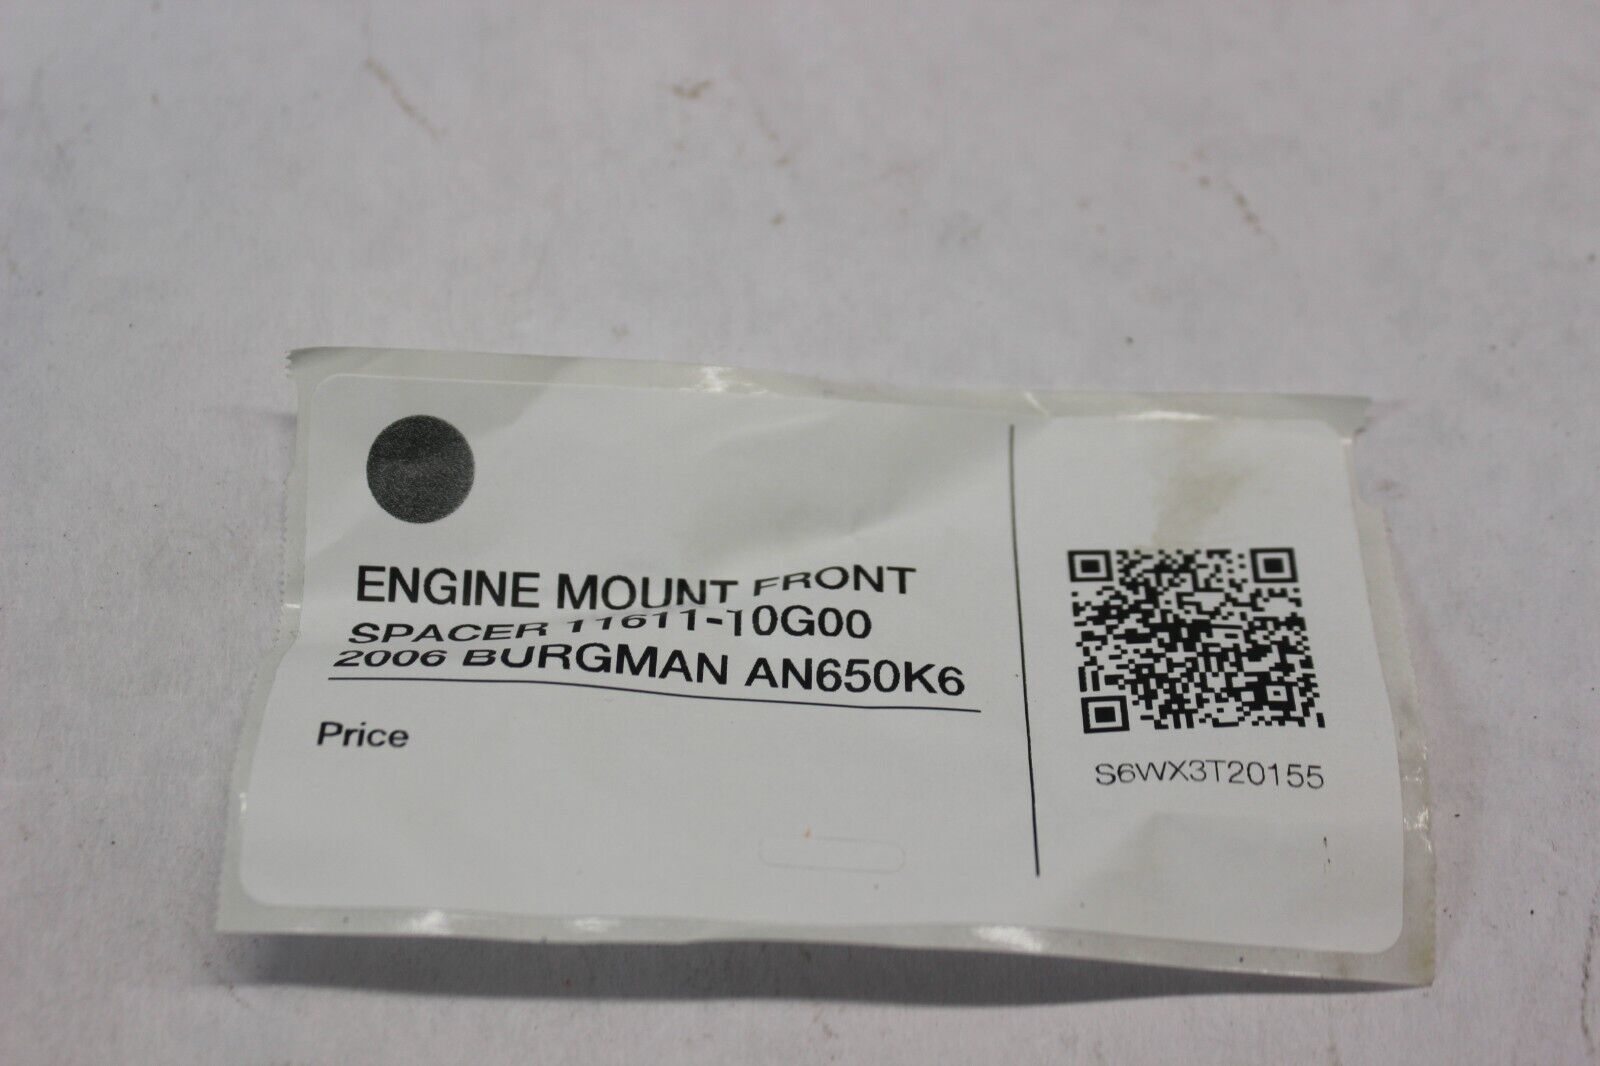 ENGINE MOUNT FRONT
SPACER 11611-10G00
2006 BURGMAN AN650K6
Price
S6WX3T20155